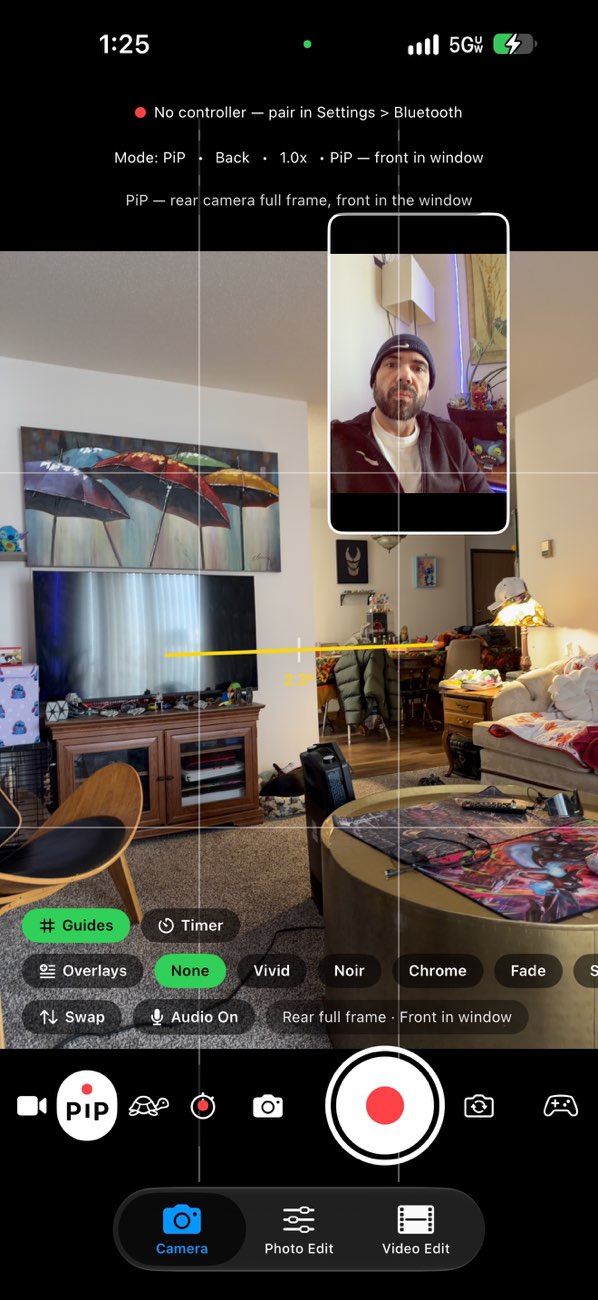 1:25 5GUW
No controller — pair in Settings > Bluetooth
Mode: PiP · Back · 1.0x · PiP — front in window
PiP — rear camera full frame, front in the window
2.3°
Guides Timer
Overlays None Vivid Noir Chrome Fade S
Swap Audio On Rear full frame · Front in window
PIP
Camera Photo Edit Video Edit